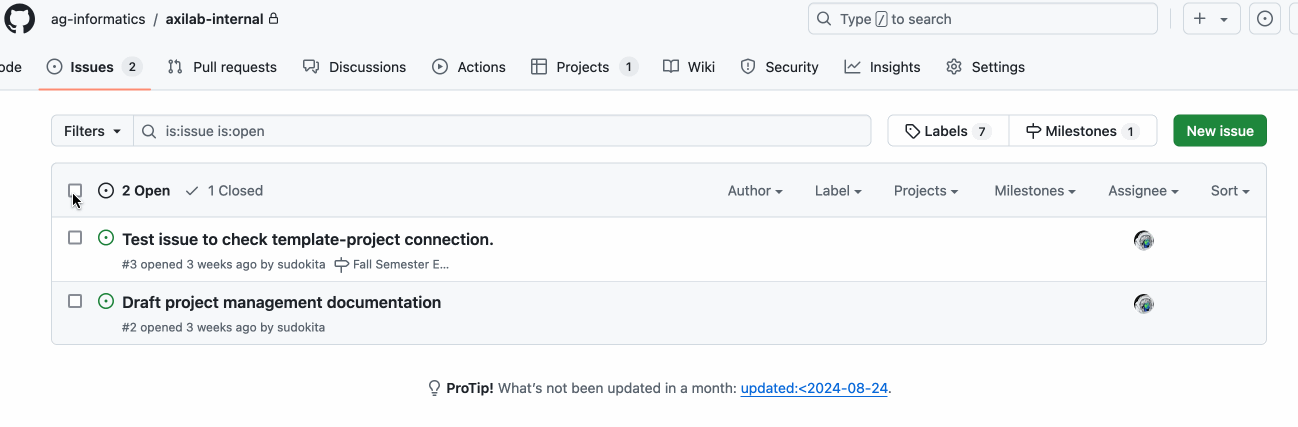 ag-informatics / axilab-internal
Type / to search
ode Issues 2 Pull requests Discussions Actions Projects 1 Wiki Security Insights Settings
Filters is:issue is:open Labels 7 Milestones 1 New issue
2 Open 1 Closed Author Label Projects Milestones Assignee Sort
Test issue to check template-project connection.
#3 opened 3 weeks ago by sudokita Fall Semester E...
Draft project management documentation
#2 opened 3 weeks ago by sudokita
ProTip! What's not been updated in a month: updated:<2024-08-24.